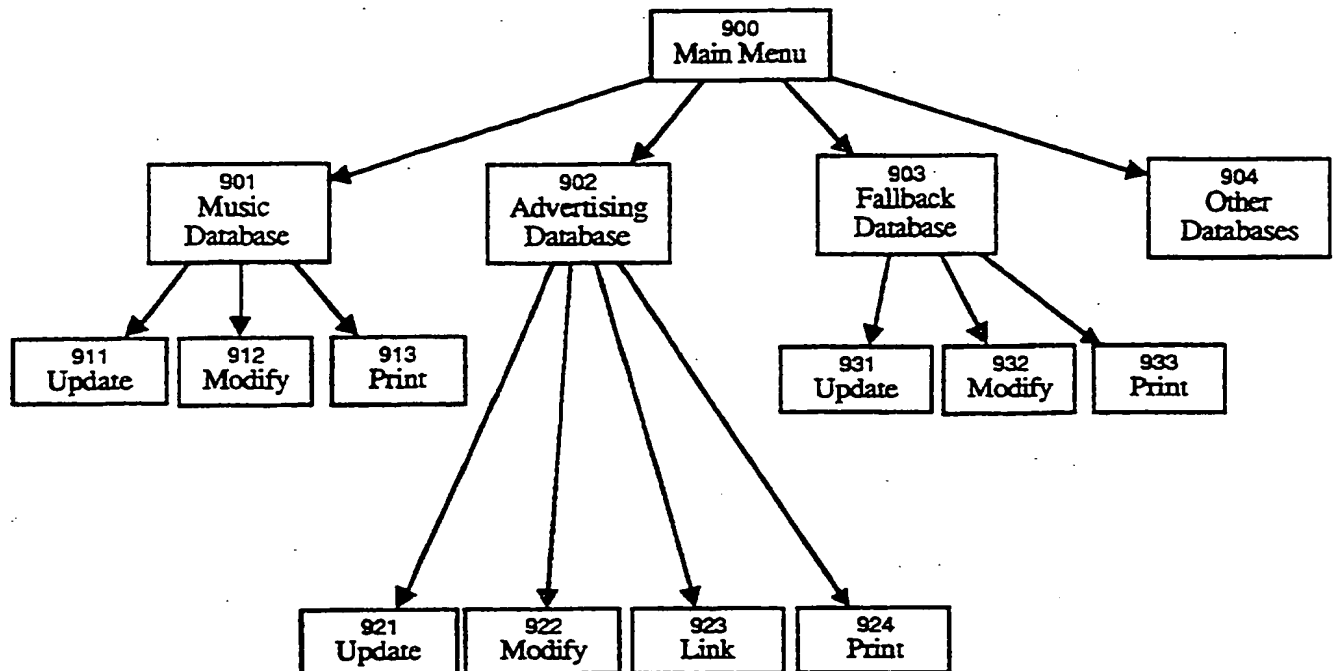 900
Main Menu
901
Music
Database
902
Advertising
Database
903
Fallback
Database
904
Other
Databases
911
Update
912
Modify
913
Print
931
Update
932
Modify
933
Print
921
Update
922
Modify
923
Link
924
Print